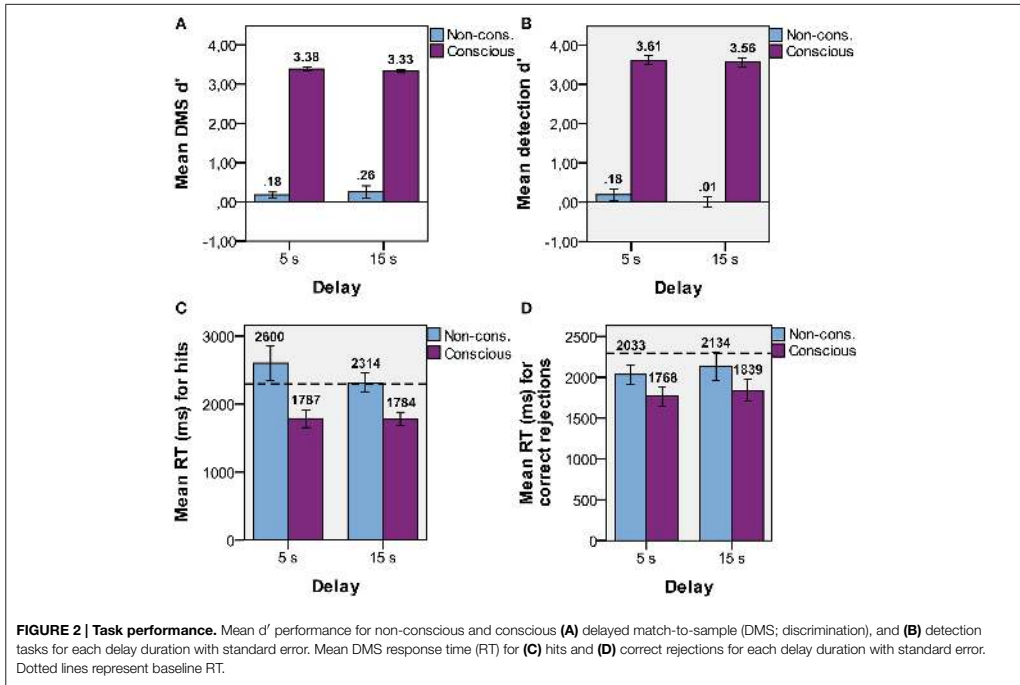 A
Non-cons.
Conscious
4,00
3,00
2,00
1,00
,00
-1,00
Mean DMS d'
3.38
3.33
.18
.26
5 s
15 s
Delay
B
Non-cons.
Conscious
4,00
3,00
2,00
1,00
,00
-1,00
Mean detection d'
3.61
3.56
.18
.01
5 s
15 s
Delay
C
Non-cons.
Conscious
3000
2000
1000
0
Mean RT (ms) for hits
2600
2314
1787
1784
5 s
15 s
Delay
D
Non-cons.
Conscious
2500
2000
1500
1000
500
0
Mean RT (ms) for
correct rejections
2033
2134
1768
1839
5 s
15 s
Delay
FIGURE 2 | Task performance. Mean d′ performance for non-conscious and conscious (A) delayed match-to-sample (DMS; discrimination), and (B) detection
tasks for each delay duration with standard error. Mean DMS response time (RT) for (C) hits and (D) correct rejections for each delay duration with standard error.
Dotted lines represent baseline RT.